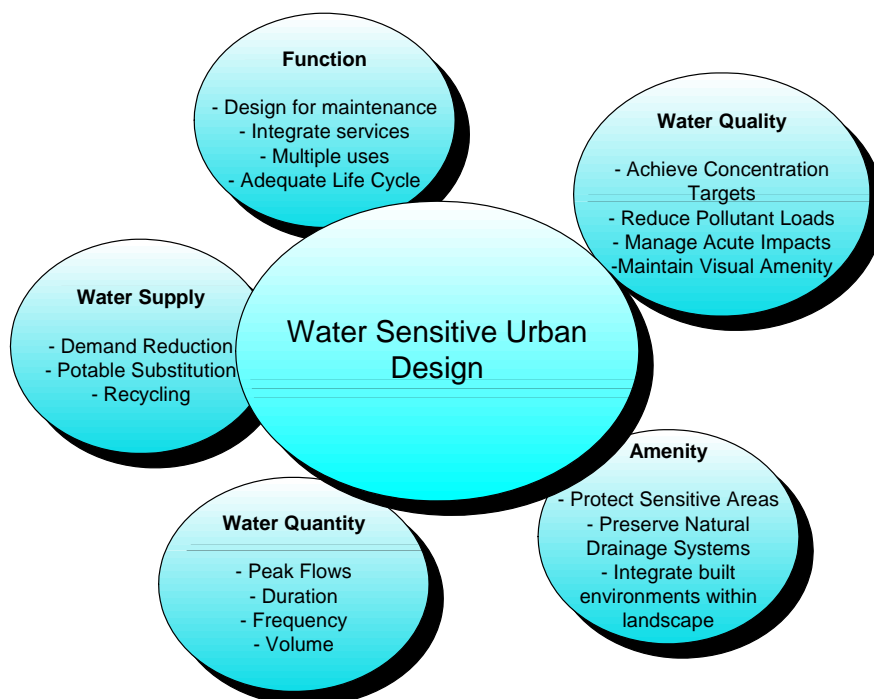 Function
- Design for maintenance
- Integrate services
- Multiple uses
- Adequate Life Cycle
Water Quality
- Achieve Concentration
Targets
- Reduce Pollutant Loads
- Manage Acute Impacts
-Maintain Visual Amenity
Water Supply
- Demand Reduction
- Potable Substitution
- Recycling
Water Sensitive Urban
Design
Water Quantity
- Peak Flows
- Duration
- Frequency
- Volume
Amenity
- Protect Sensitive Areas
- Preserve Natural
Drainage Systems
- Integrate built
environments within
landscape